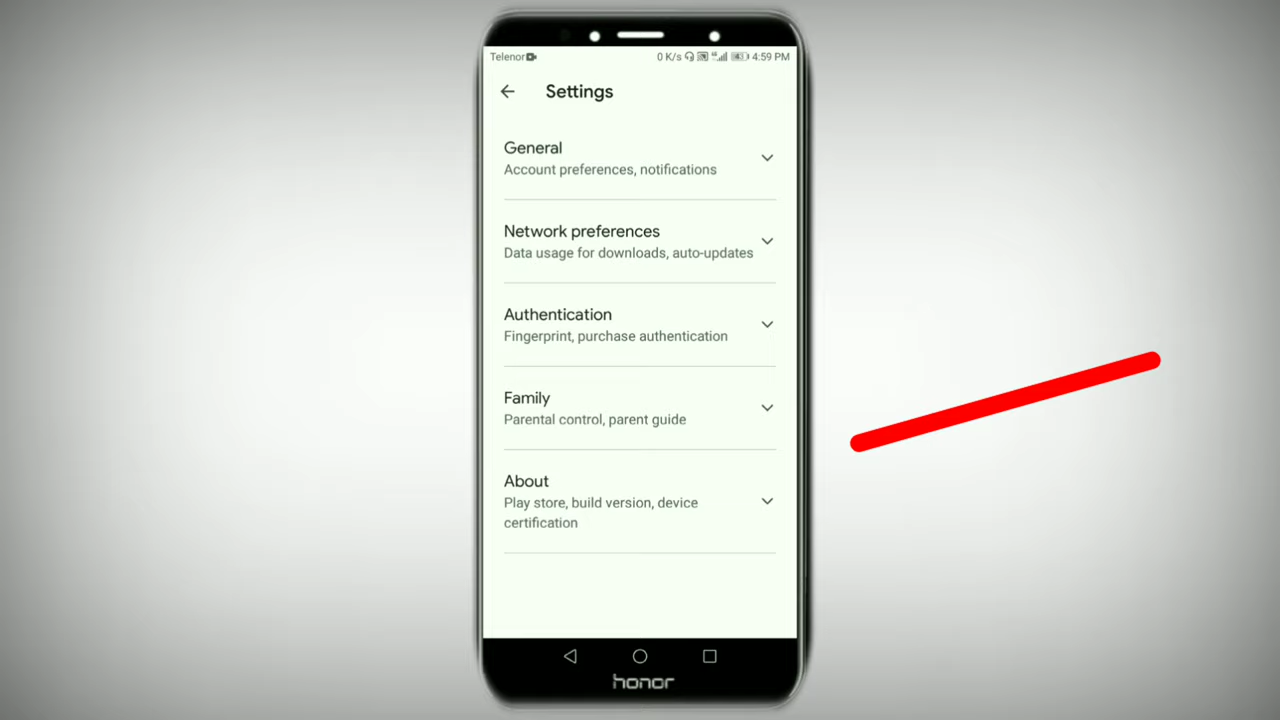 Telenor 0 K/s 4:59 PM
Settings
General
Account preferences, notifications
Network preferences
Data usage for downloads, auto-updates
Authentication
Fingerprint, purchase authentication
Family
Parental control, parent guide
About
Play store, build version, device
certification
honor